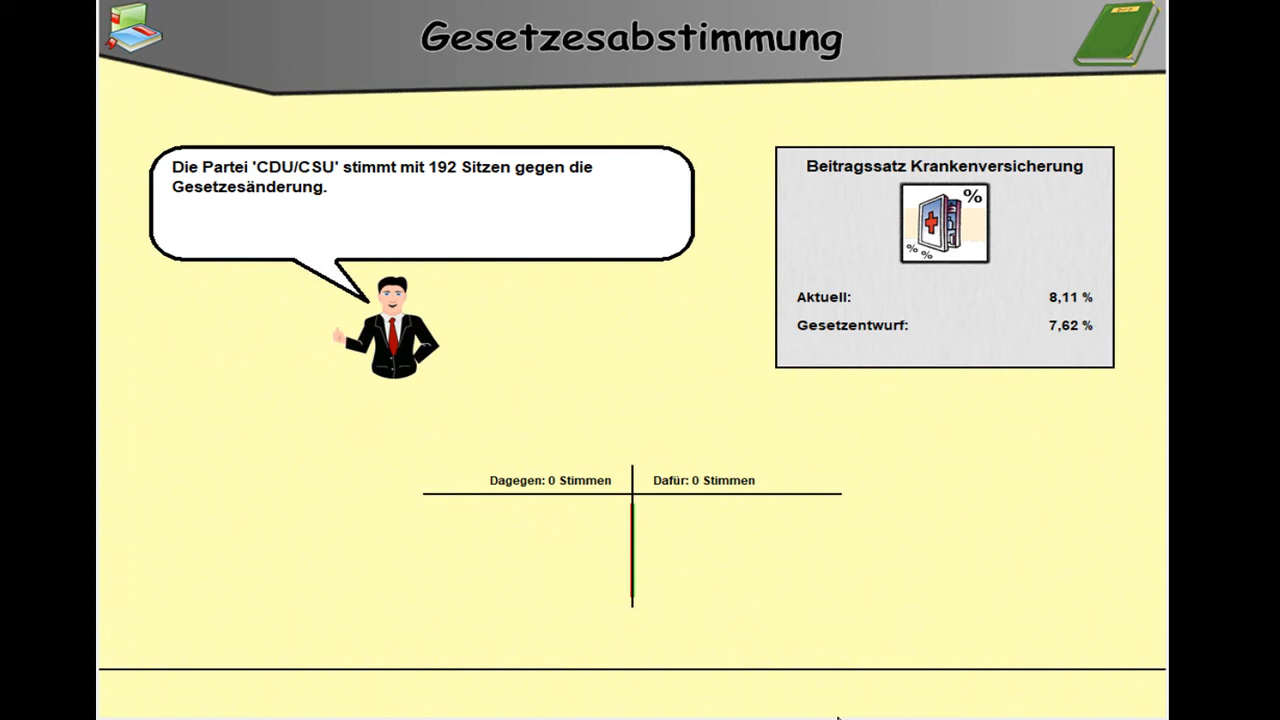 Gesetzesabstimmung
Die Partei 'CDU/CSU' stimmt mit 192 Sitzen gegen die
Gesetzesänderung.
Beitragssatz Krankenversicherung
%
% %
Aktuell: 8,11 %
Gesetzentwurf: 7,62 %
Dagegen: 0 Stimmen Dafür: 0 Stimmen